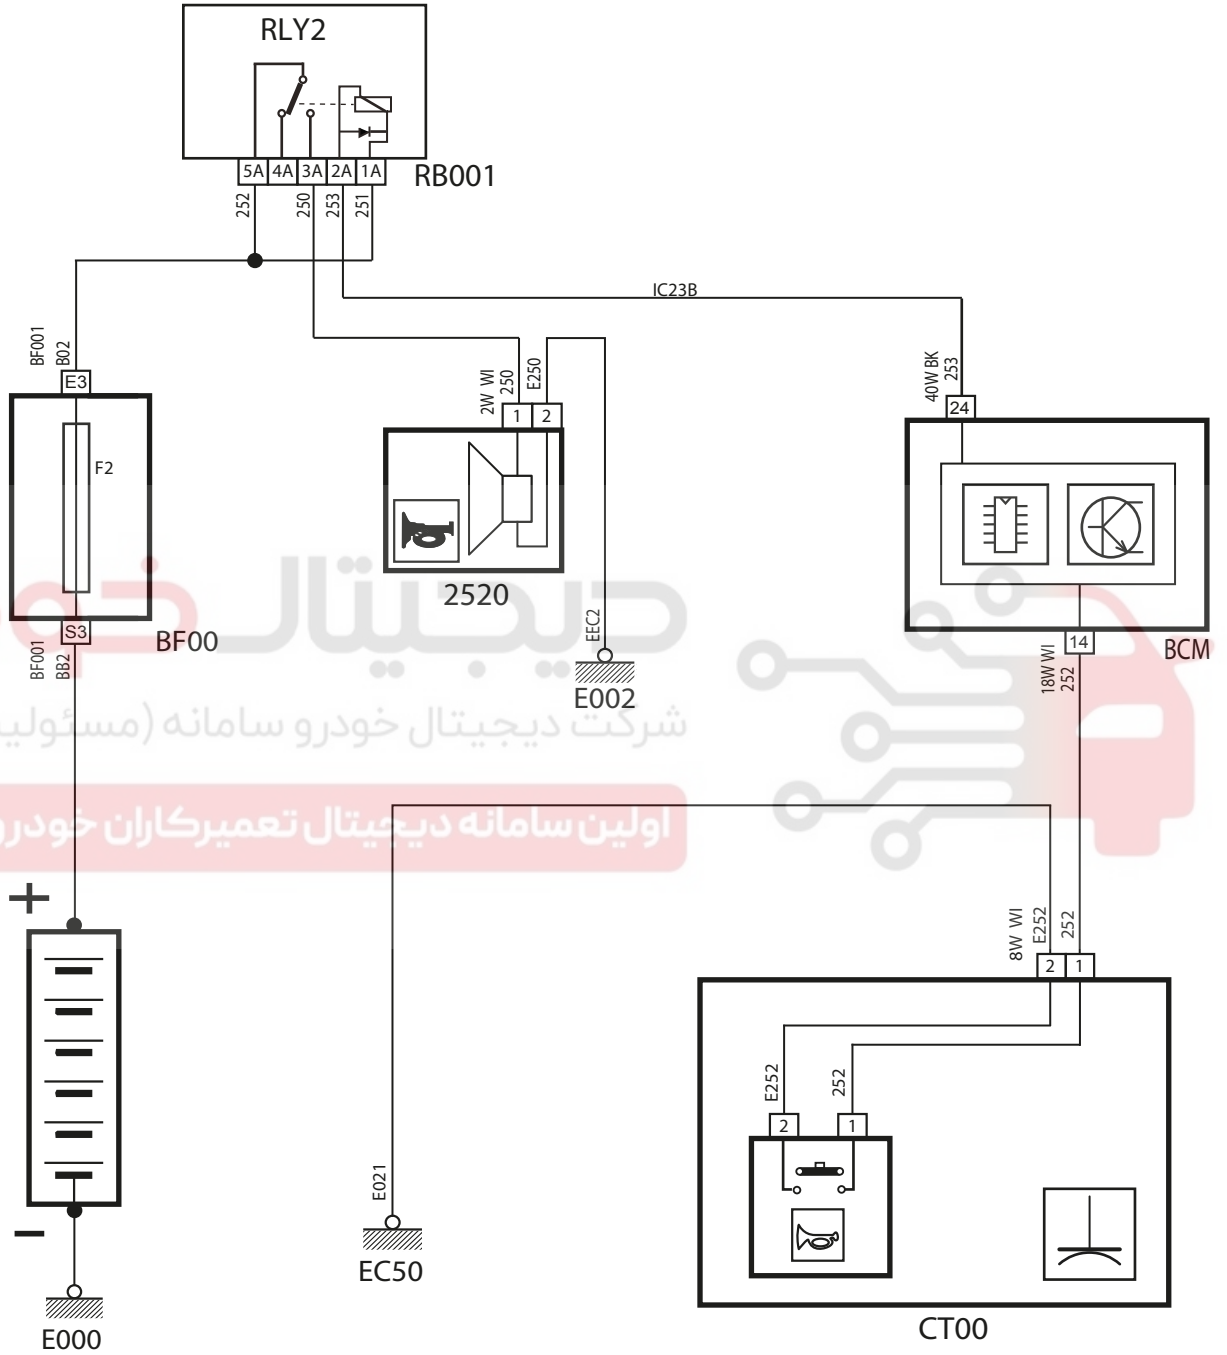 RLY2
5A 4A 3A 2A 1A
RB001
252
250
253
251
IC23B
BF001
B02
E3
F2
S3
BF00
BF001
BB2
2W WI
250
E250
1 2
2520
EEC2
E002
40W BK
253
24
14
BCM
18W WI
252
دیجیتال خو
شرکت دیجیتال خودرو سامانه (مسئولی
اولین سامانه دیجیتال تعمیرکاران خودرو
+
−
E000
E021
EC50
8W WI
E252
252
2 1
E252
252
2
1
CT00